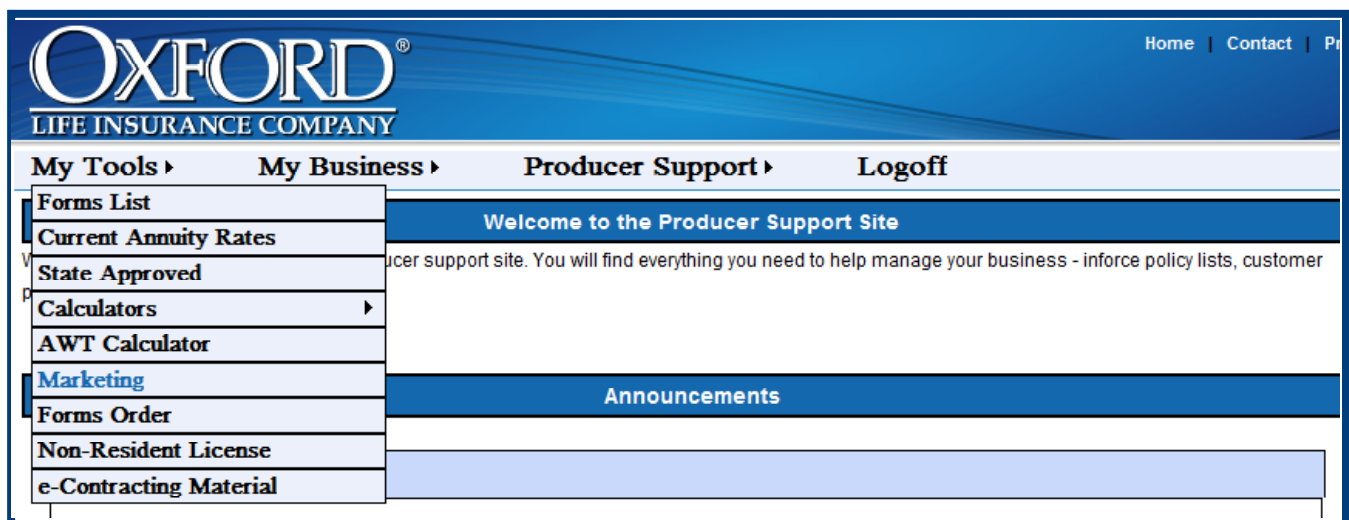 OXFORD®
LIFE INSURANCE COMPANY
Home | Contact |
My Tools My Business Producer Support Logoff
Forms List
Current Annuity Rates
State Approved
Calculators
AWT Calculator
Marketing
Forms Order
Non-Resident License
e-Contracting Material
Welcome to the Producer Support Site
support site. You will find everything you need to help manage your business - inforce policy lists, customer
Announcements